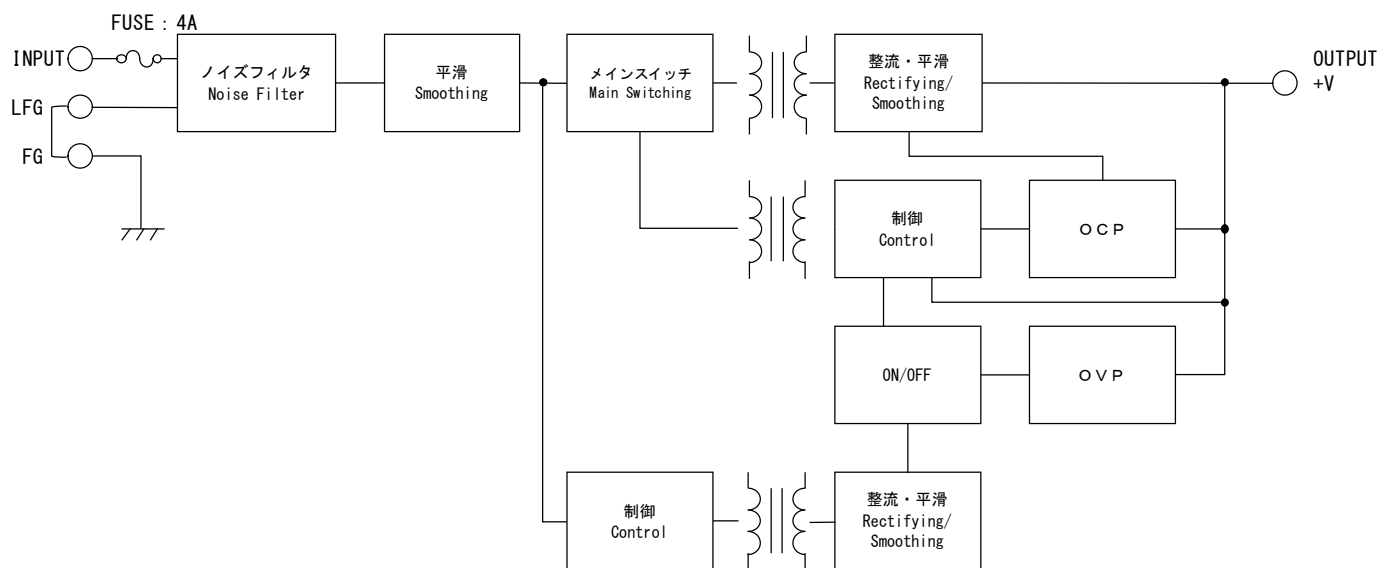 FUSE : 4A
INPUT
LFG
FG
ノイズフィルタ
Noise Filter
平滑
Smoothing
メインスイッチ
Main Switching
整流・平滑
Rectifying/
Smoothing
OUTPUT
+V
制御
Control
OCP
ON/OFF
OVP
制御
Control
整流・平滑
Rectifying/
Smoothing